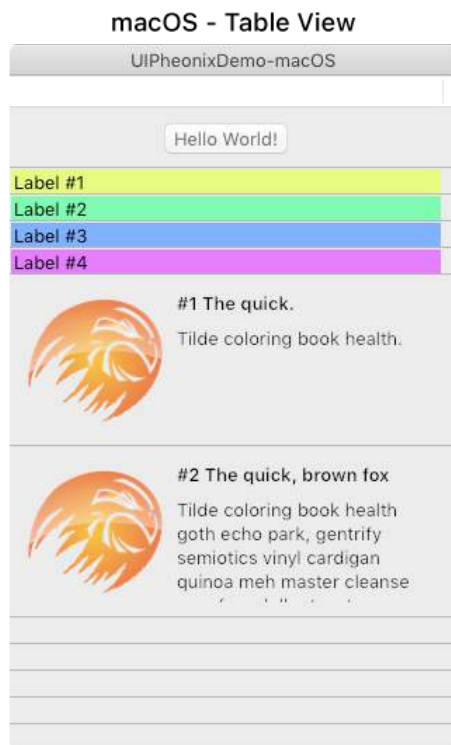 macOS - Table View
UIPheonixDemo-macOS
Hello World!
Label #1
Label #2
Label #3
Label #4
#1 The quick.
Tilde coloring book health.
#2 The quick, brown fox
Tilde coloring book health
goth echo park, gentrify
semiotics vinyl cardigan
quinoa meh master cleanse